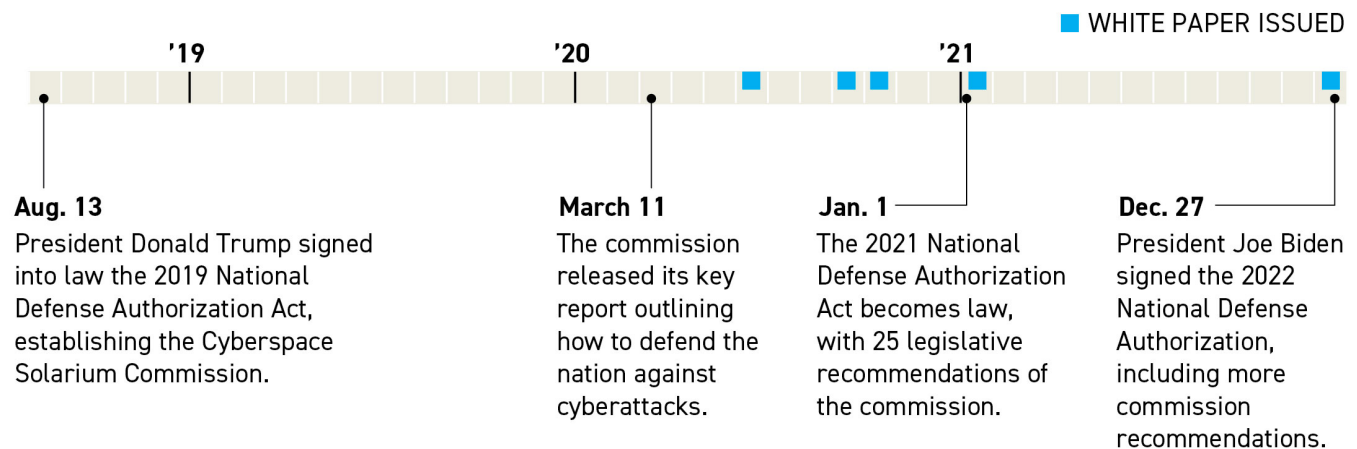 WHITE PAPER ISSUED
’19
’20
’21
Aug. 13
President Donald Trump signed
into law the 2019 National
Defense Authorization Act,
establishing the Cyberspace
Solarium Commission.
March 11
The commission
released its key
report outlining
how to defend the
nation against
cyberattacks.
Jan. 1
The 2021 National
Defense Authorization
Act becomes law,
with 25 legislative
recommendations of
the commission.
Dec. 27
President Joe Biden
signed the 2022
National Defense
Authorization,
including more
commission
recommendations.